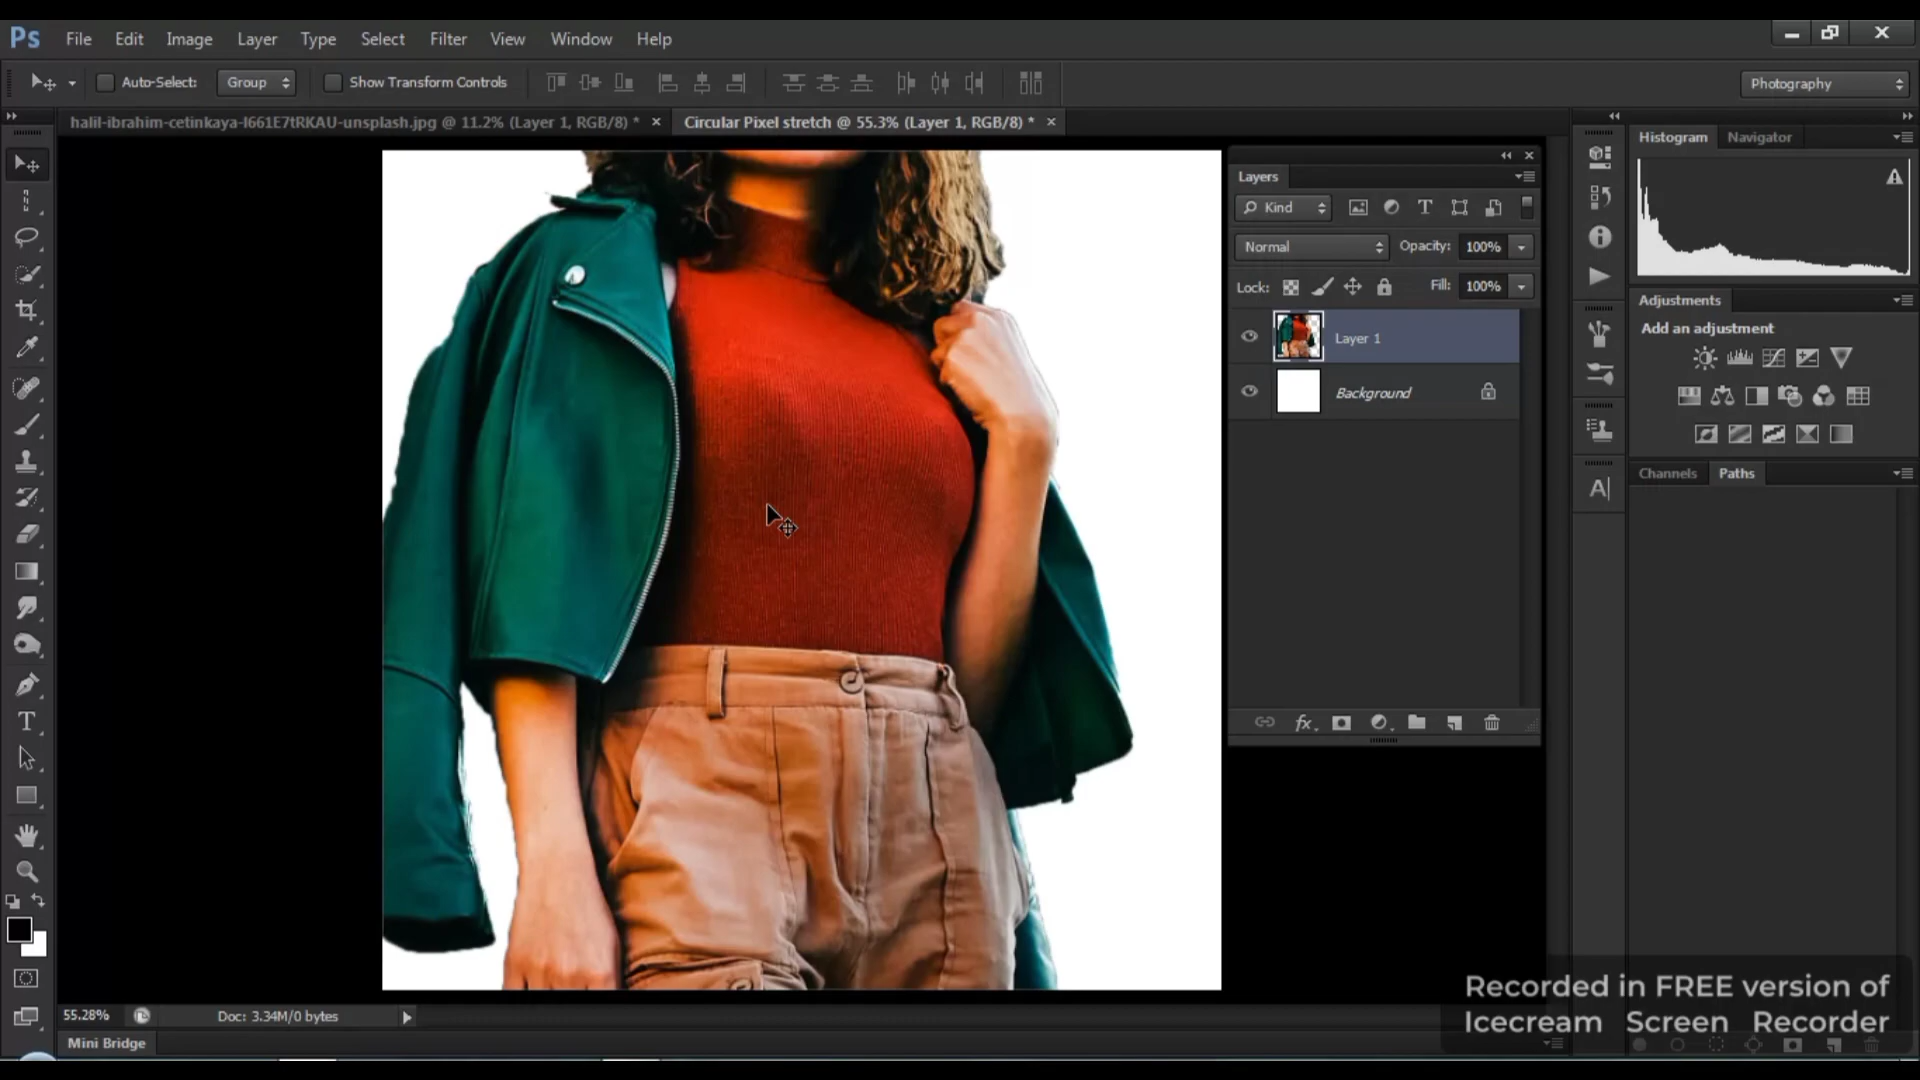 Ps File Edit Image Layer Type Select Filter View Window Help
Auto-Select: Group Show Transform Controls Photography
halil-ibrahim-cetinkaya-l661E7tRKAU-unsplash.jpg @ 11.2% (Layer 1, RGB/8) * Circular Pixel stretch @ 55.3% (Layer 1, RGB/8) *
Histogram Navigator
Layers
Kind
Normal Opacity: 100%
Lock: Fill: 100%
Layer 1
Background
Adjustments
Add an adjustment
Channels Paths
fx
55.28% Doc: 3.34M/0 bytes
Mini Bridge
Recorded in FREE version of
Icecream Screen Recorder